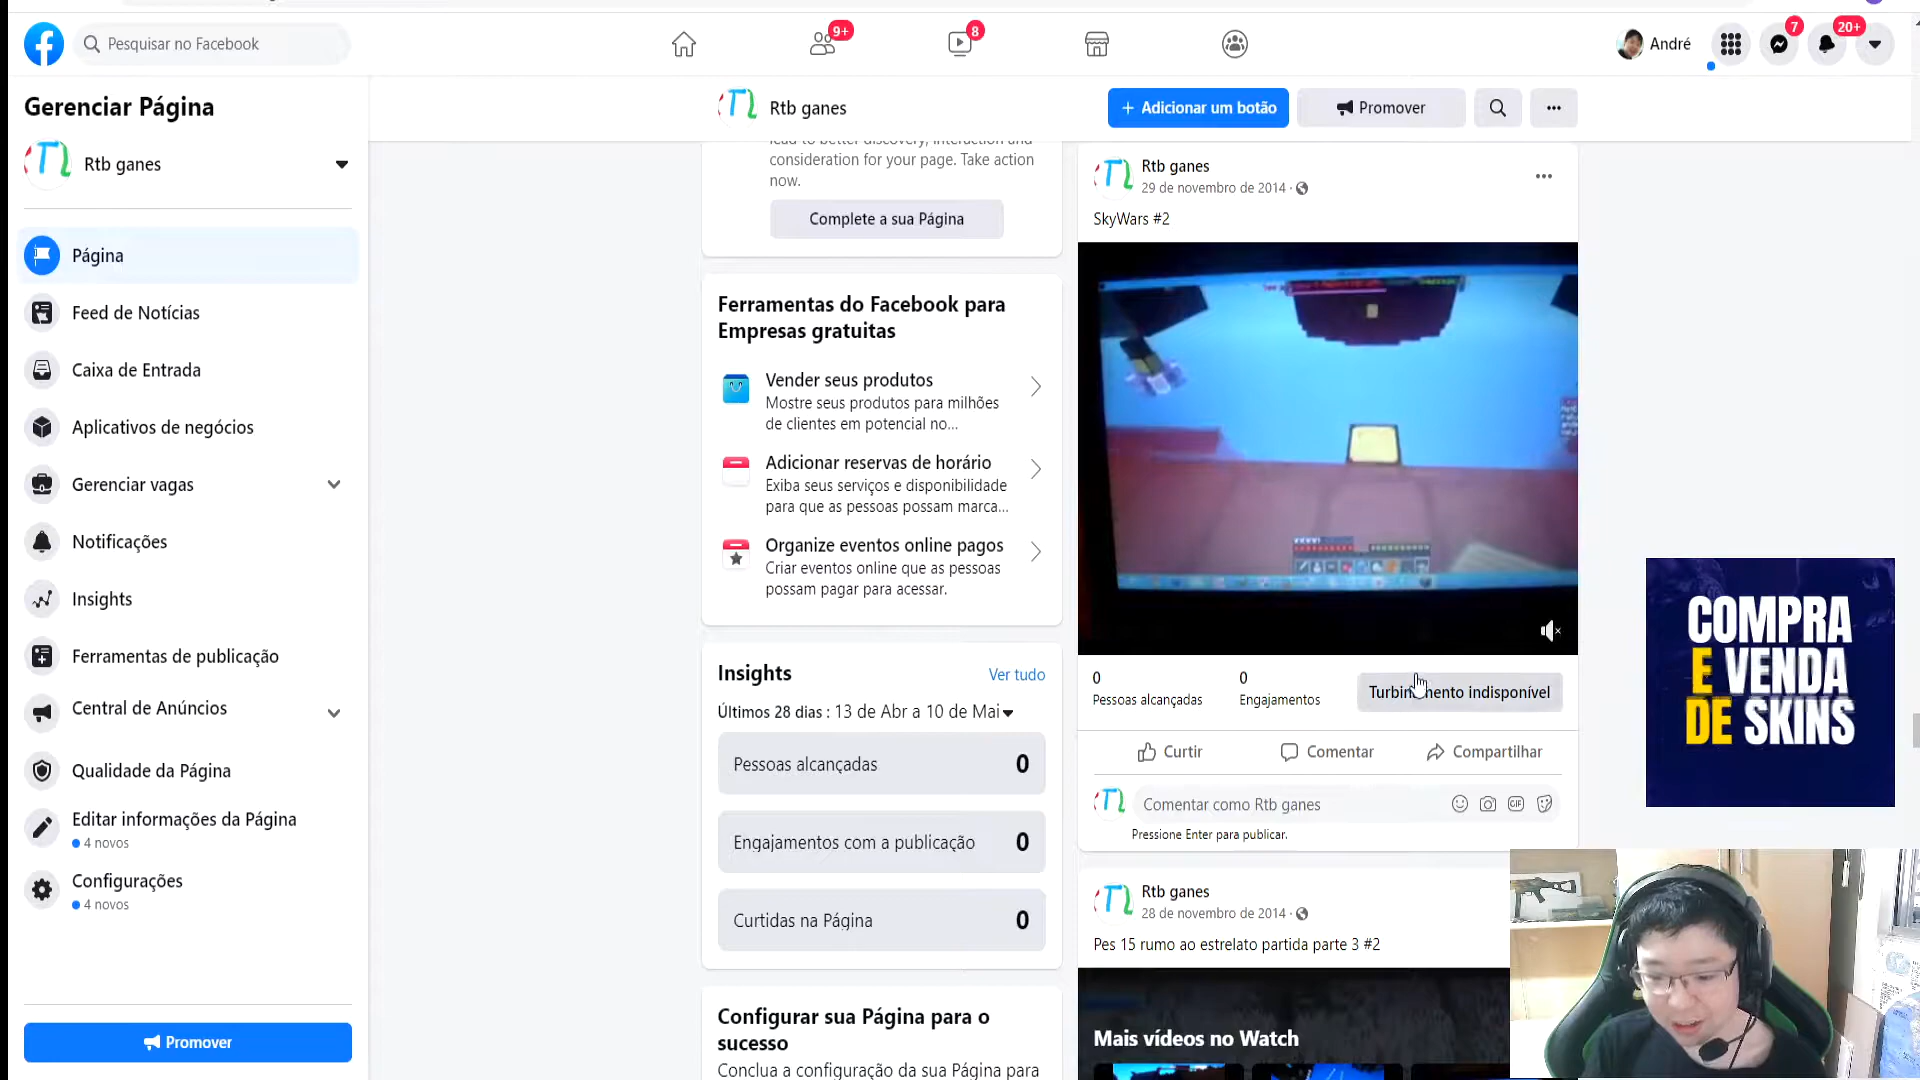 Pesquisar no Facebook
9+
8
André
7
20+
Gerenciar Página
Rtb ganes
Página
Feed de Notícias
Caixa de Entrada
Aplicativos de negócios
Gerenciar vagas
Notificações
Insights
Ferramentas de publicação
Central de Anúncios
Qualidade da Página
Editar informações da Página
4 novos
Configurações
4 novos
Promover
Rtb ganes
+ Adicionar um botão
Promover
lead to better discovery, interaction and
consideration for your page. Take action
now.
Complete a sua Página
Ferramentas do Facebook para
Empresas gratuitas
Vender seus produtos
Mostre seus produtos para milhões
de clientes em potencial no...
Adicionar reservas de horário
Exiba seus serviços e disponibilidade
para que as pessoas possam marca...
Organize eventos online pagos
Criar eventos online que as pessoas
possam pagar para acessar.
Insights
Ver tudo
Últimos 28 dias : 13 de Abr a 10 de Mai
Pessoas alcançadas 0
Engajamentos com a publicação 0
Curtidas na Página 0
Configurar sua Página para o
sucesso
Conclua a configuração da sua Página para
Rtb ganes
29 de novembro de 2014 ·
SkyWars #2
0
Pessoas alcançadas
0
Engajamentos
Turbinamento indisponível
Curtir
Comentar
Compartilhar
Comentar como Rtb ganes
GIF
Pressione Enter para publicar.
Rtb ganes
28 de novembro de 2014 ·
Pes 15 rumo ao estrelato partida parte 3 #2
Mais vídeos no Watch
COMPRA
E VENDA
DE SKINS